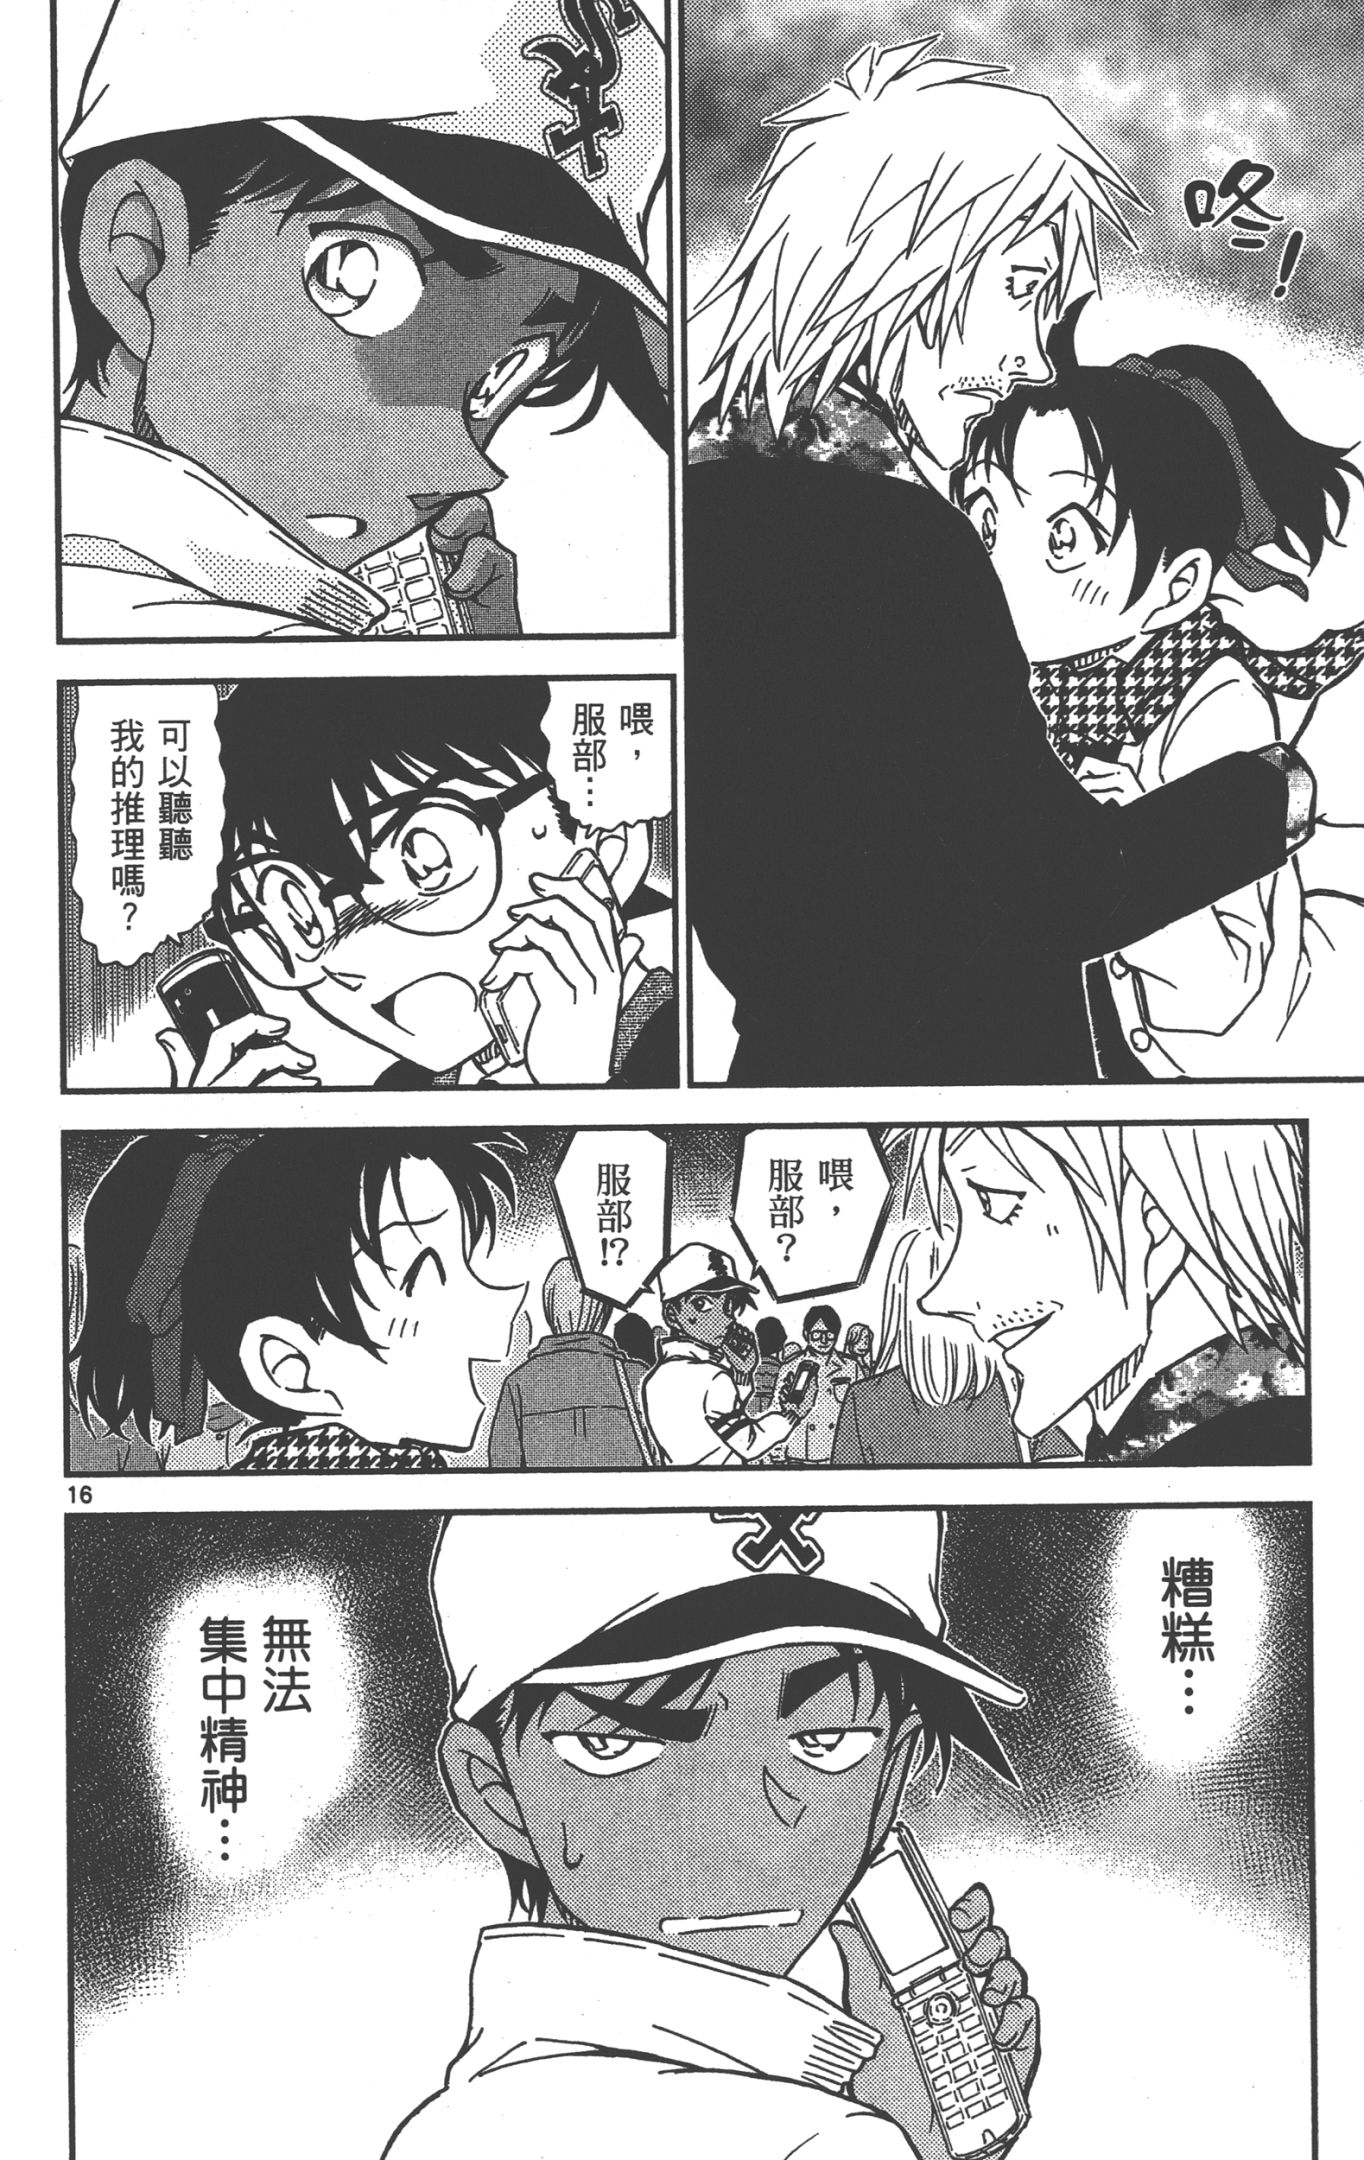 咚!
喂，
服部…
可以聽聽
我的推理嗎？
喂，
服部？
服部!?
16
糟糕…
無法
集中精神…